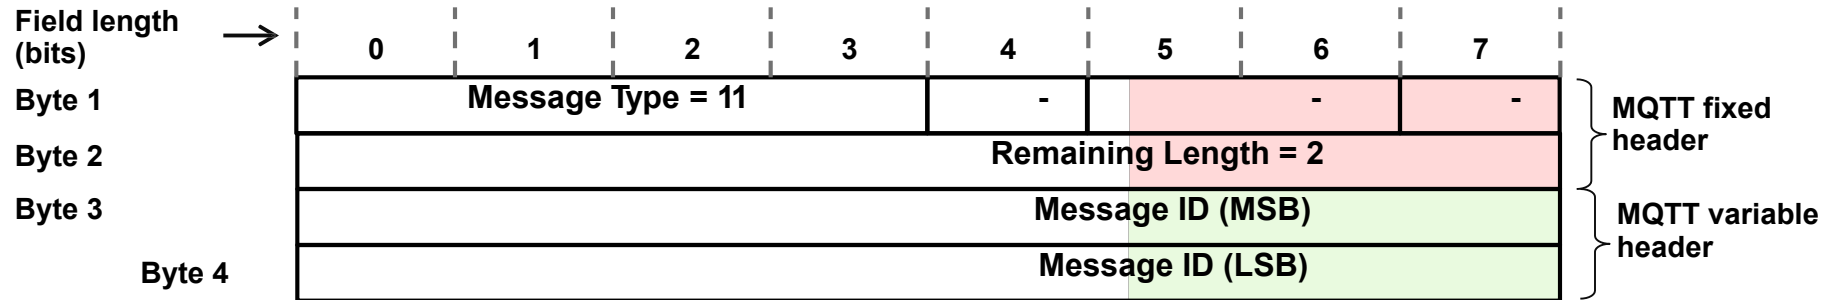 Field length
(bits)
0 1 2 3 4 5 6 7
Byte 1
Message Type = 11
- - -
MQTT fixed
header
Byte 2
Remaining Length = 2
Byte 3
Message ID (MSB)
MQTT variable
header
Byte 4
Message ID (LSB)